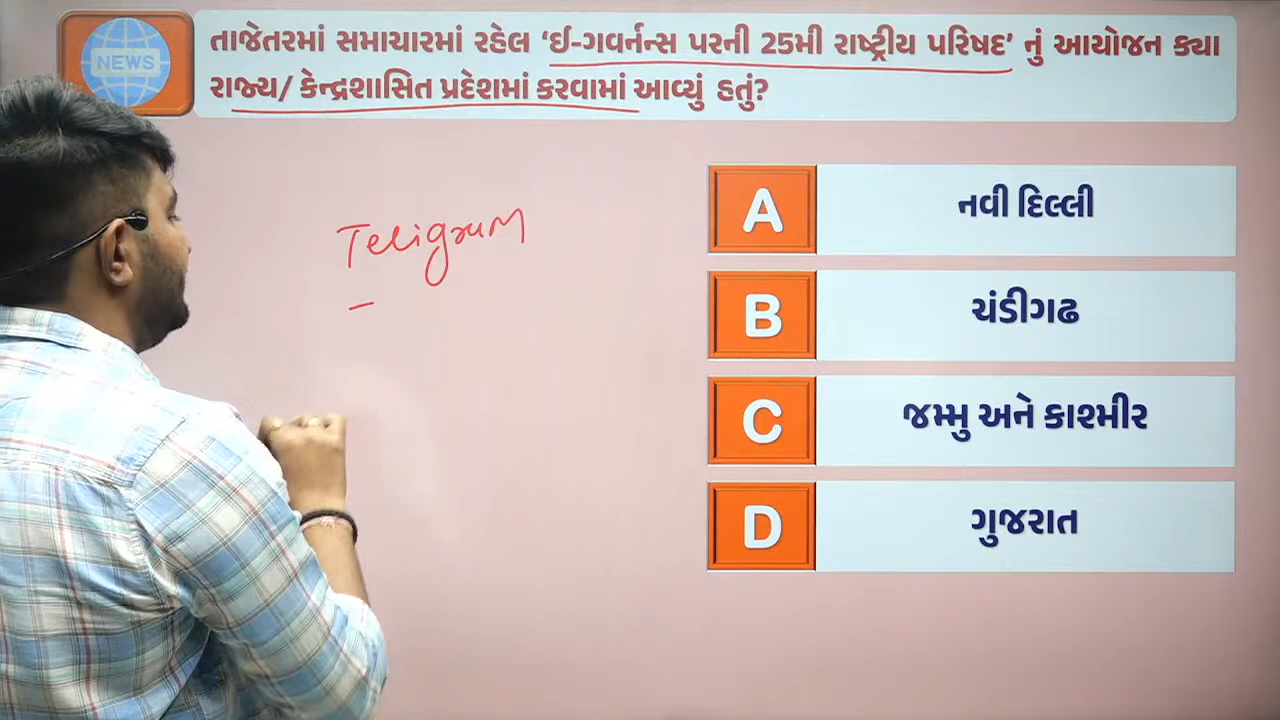 NEWS
તાજેતરમાં સમાચારમાં રહેલ ‘ઈ-ગવર્નન્સ પરની 25મી રાષ્ટ્રીય પરિષદ’ નું આયોજન ક્યા
રાજ્ય/ કેન્દ્રશાસિત પ્રદેશમાં કરવામાં આવ્યું હતું?
Teligram
A નવી દિલ્લી
B ચંડીગઢ
C જમ્મુ અને કાશ્મીર
D ગુજરાત